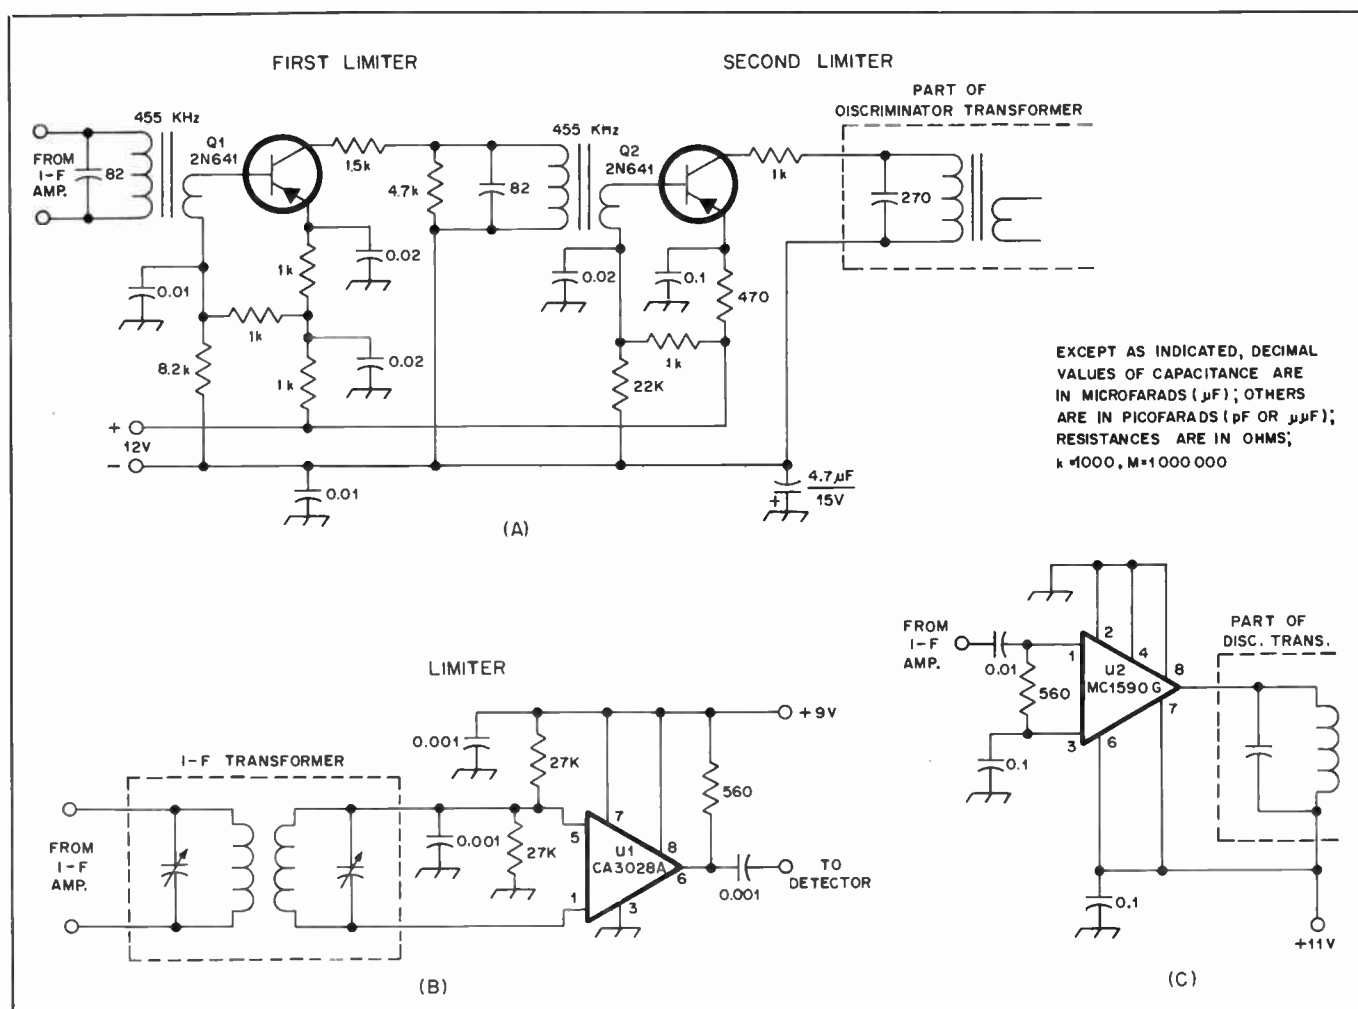 FIRST LIMITER
SECOND LIMITER
PART OF
DISCRIMINATOR TRANSFORMER
455 KHz
Q1
2N641
FROM
I-F
AMP.
82
1.5k
4.7k
82
455 KHz
Q2
2N641
1k
270
0.01
1k
0.02
1k
8.2k
1k
0.02
0.02
0.1
470
1k
22K
+
12V
-
0.01
4.7µF
15V
+
(A)
EXCEPT AS INDICATED, DECIMAL
VALUES OF CAPACITANCE ARE
IN MICROFARADS (µF); OTHERS
ARE IN PICOFARADS (pF OR µµF);
RESISTANCES ARE IN OHMS;
k=1000, M=1000 000
LIMITER
I-F TRANSFORMER
FROM
I-F
AMP.
0.001
27K
+9V
560
0.001
27K
5
7
U1
CA3028A
8
6
1
3
0.001
TO
DETECTOR
(B)
FROM
I-F
AMP.
0.01
560
0.1
1
2
4
U2
MC1590G
8
7
3
6
PART OF
DISC. TRANS.
0.1
+11V
(C)